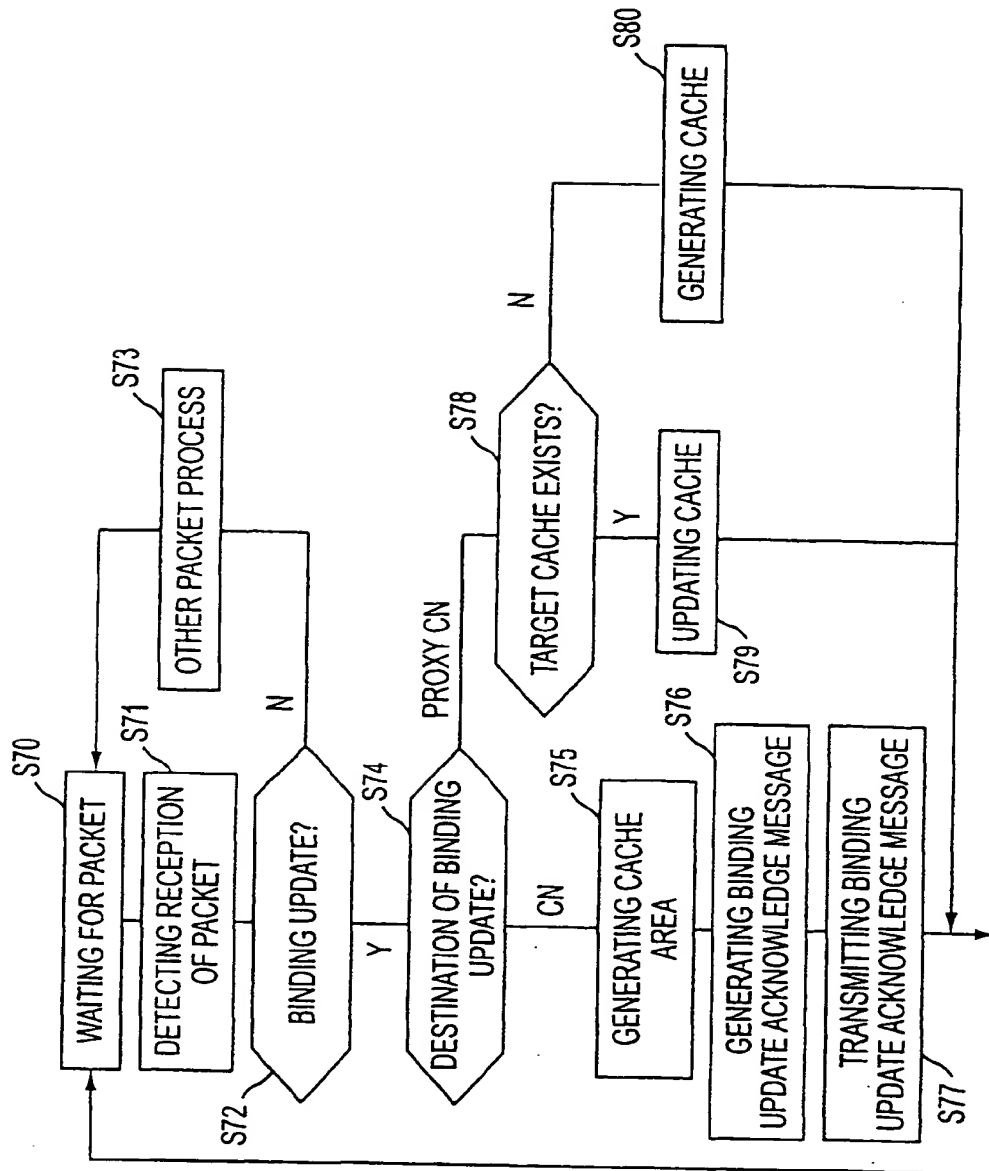 S70
WAITING FOR PACKET
S71
DETECTING RECEPTION
OF PACKET
S72
BINDING UPDATE?
N
Y
S73
OTHER PACKET PROCESS
S74
DESTINATION OF BINDING
UPDATE?
PROXY CN
CN
S75
GENERATING CACHE
AREA
S76
GENERATING BINDING
UPDATE ACKNOWLEDGE MESSAGE
TRANSMITTING BINDING
UPDATE ACKNOWLEDGE MESSAGE
S77
S78
TARGET CACHE EXISTS?
N
Y
UPDATING CACHE
S79
S80
GENERATING CACHE